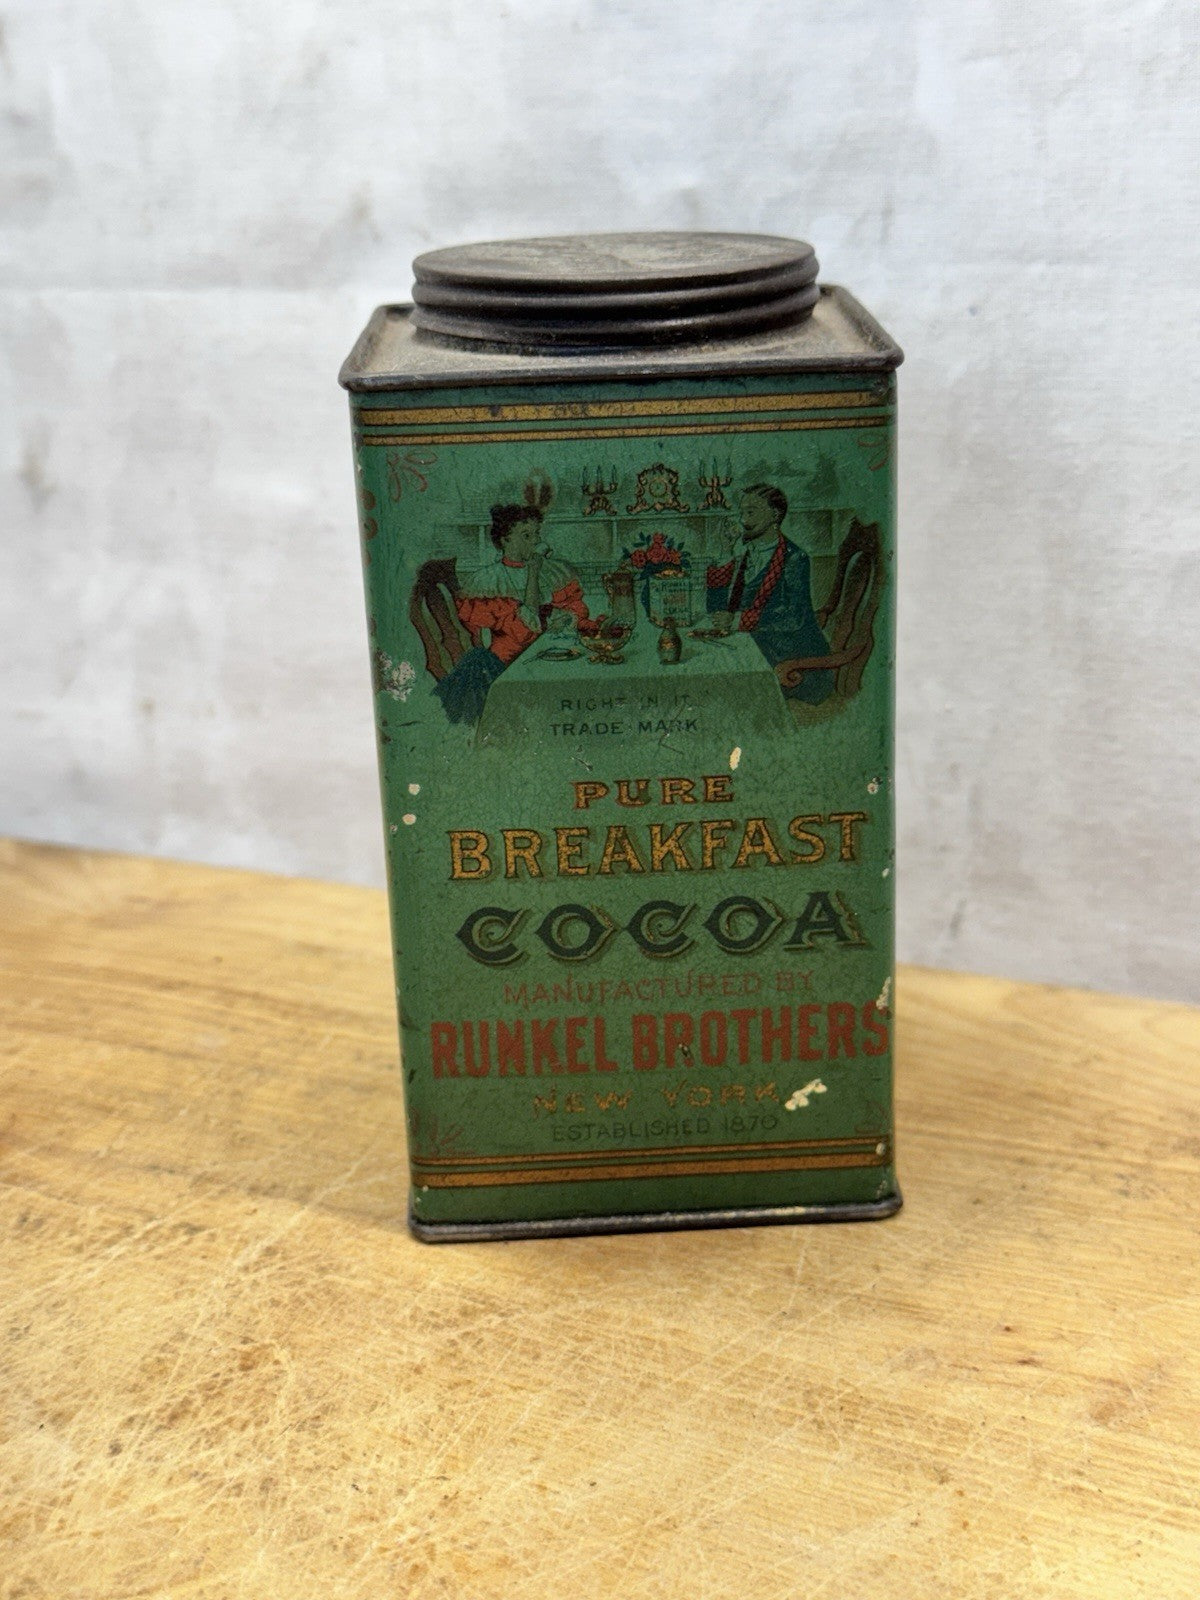 "RIGHT IN IT"
TRADE MARK
PURE
BREAKFAST
COCOA
MANUFACTURED BY
RUNKEL BROTHERS
NEW YORK
ESTABLISHED 1870